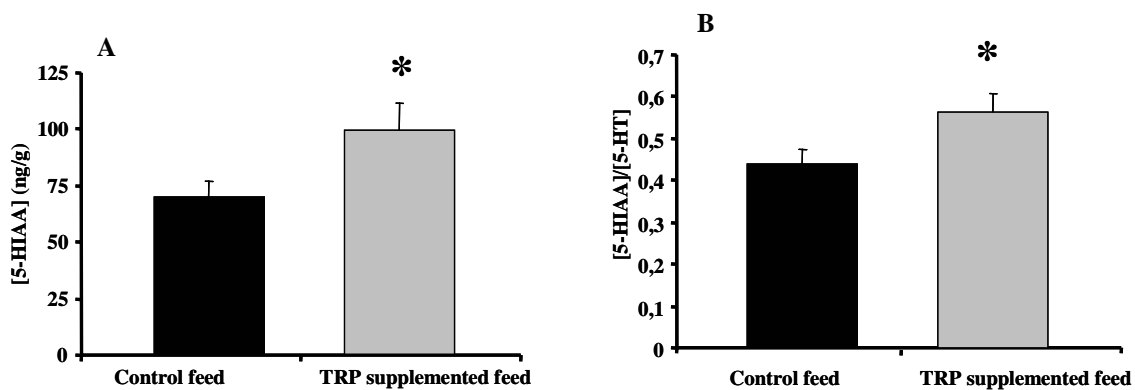 A
[5-HIAA] (ng/g)
125
100
75
50
25
0
*
Control feed
TRP supplemented feed
B
[5-HIAA]/[5-HT]
0,7
0,6
0,5
0,4
0,3
0,2
0,1
0
*
Control feed
TRP supplemented feed